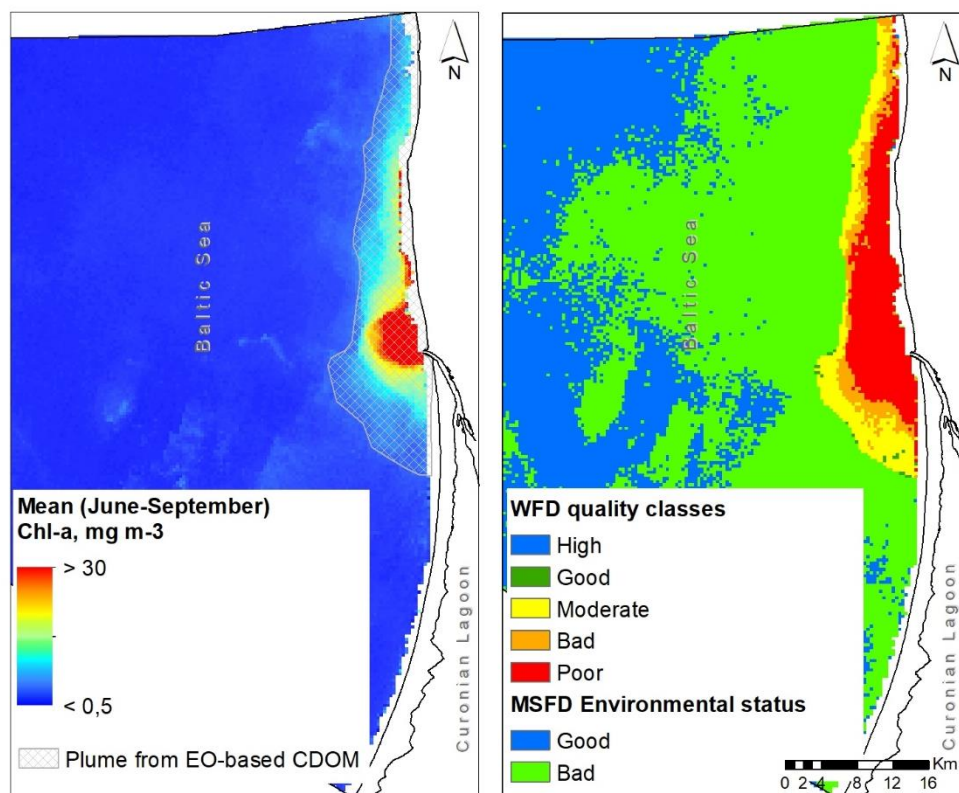 N
Baltic Sea
Mean (June-September)
Chl-a, mg m-3
> 30
< 0,5
Plume from EO-based CDOM
Curonian Lagoon
N
Baltic Sea
WFD quality classes
High
Good
Moderate
Bad
Poor
MSFD Environmental status
Good
Bad
Curonian Lagoon
Km
0 2 4 8 12 16